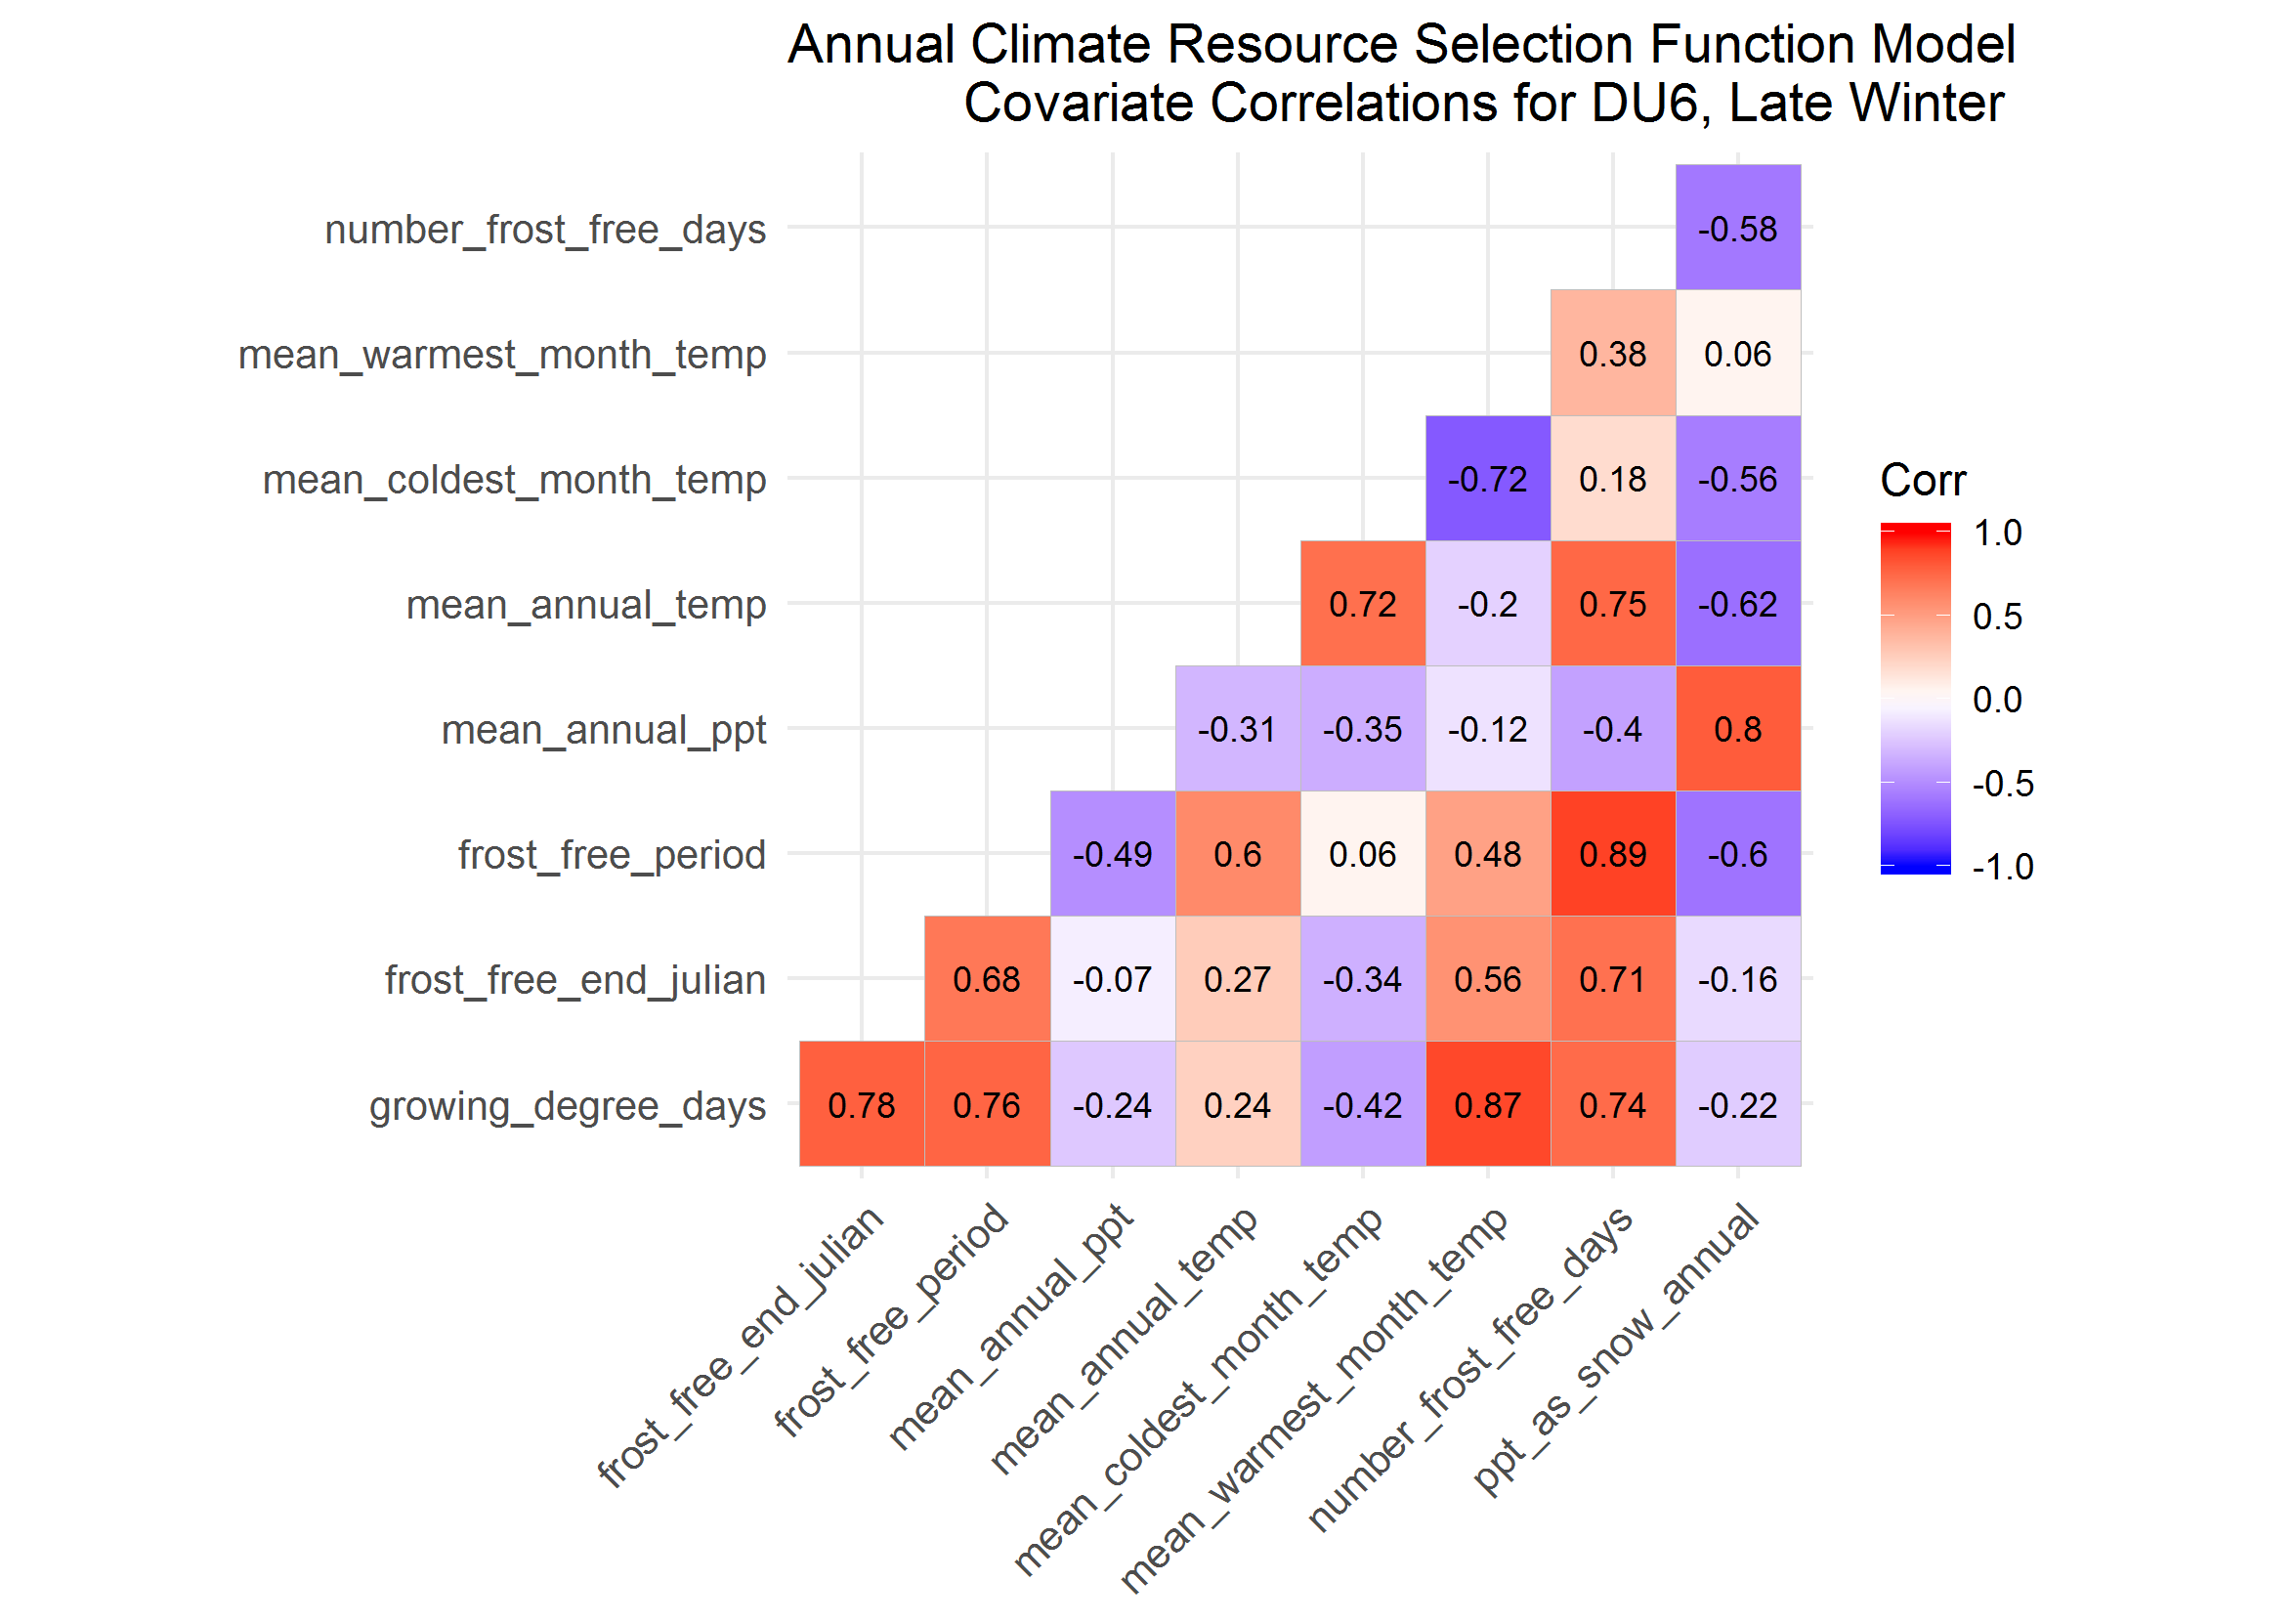 Annual Climate Resource Selection Function Model
Covariate Correlations for DU6, Late Winter
number_frost_free_days -0.58
mean_warmest_month_temp 0.38 0.06
mean_coldest_month_temp -0.72 0.18 -0.56
mean_annual_temp 0.72 -0.2 0.75 -0.62
mean_annual_ppt -0.31 -0.35 -0.12 -0.4 0.8
frost_free_period -0.49 0.6 0.06 0.48 0.89 -0.6
frost_free_end_julian 0.68 -0.07 0.27 -0.34 0.56 0.71 -0.16
growing_degree_days 0.78 0.76 -0.24 0.24 -0.42 0.87 0.74 -0.22
frost_free_end_julian
frost_free_period
mean_annual_ppt
mean_annual_temp
mean_coldest_month_temp
mean_warmest_month_temp
number_frost_free_days
ppt_as_snow_annual
Corr
1.0
0.5
0.0
-0.5
-1.0